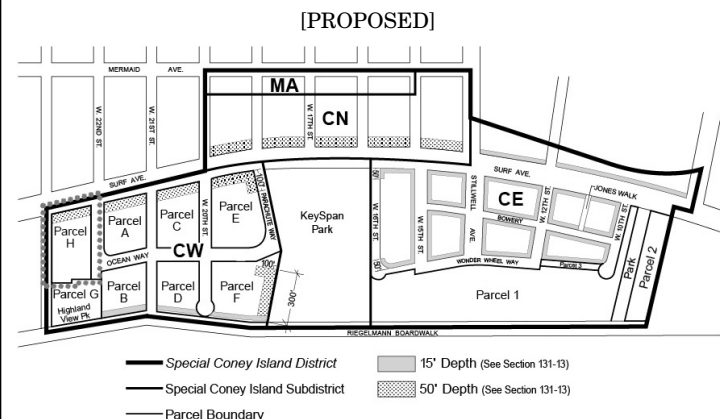 [PROPOSED]
MERMAID AVE.
MA
W. 22ND ST.
W. 21ST ST.
W. 17TH ST.
CN
SURF AVE.
SURF AVE.
JONES WALK
100'
PARACHUTE WAY
50'
STILLWELL AVE.
CE
W. 12TH ST.
W. 10TH ST.
BOWERY
Parcel H
Parcel A
Parcel C
W. 20TH ST.
Parcel E
KeySpan Park
W. 16TH ST.
W. 15TH ST.
CW
OCEAN WAY
100'
50'
WONDER WHEEL WAY
Parcel 3
Park
Parcel 2
Parcel G
Highland View Pk
Parcel B
Parcel D
Parcel F
300'
Parcel 1
RIEGELMANN BOARDWALK
Special Coney Island District
15' Depth (See Section 131-13)
Special Coney Island Subdistrict
50' Depth (See Section 131-13)
Parcel Boundary